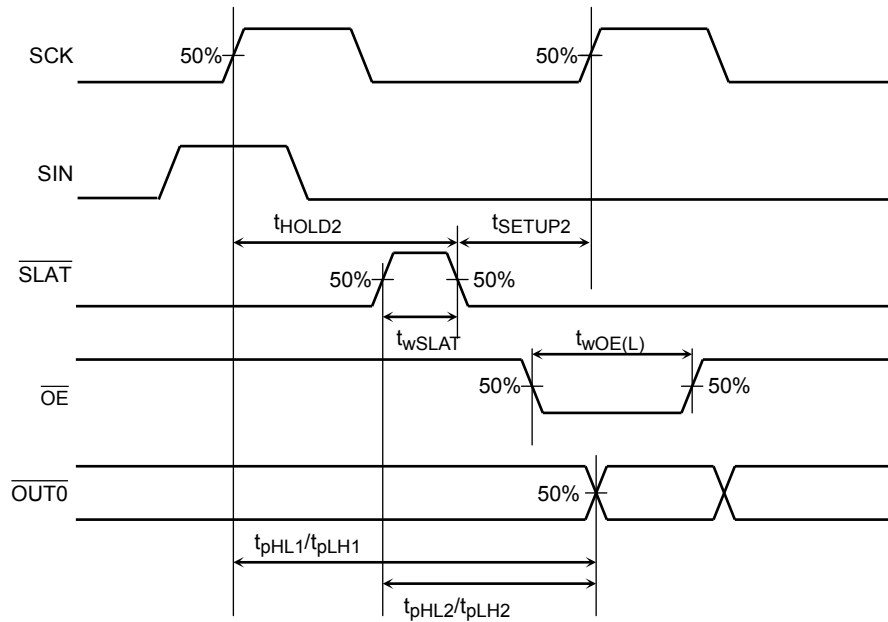 SCK
50%
50%
SIN
tHOLD2
tSETUP2
SLAT
50%
50%
twSLAT
twOE(L)
OE
50%
50%
OUT0
50%
tpHL1/tpLH1
tpHL2/tpLH2